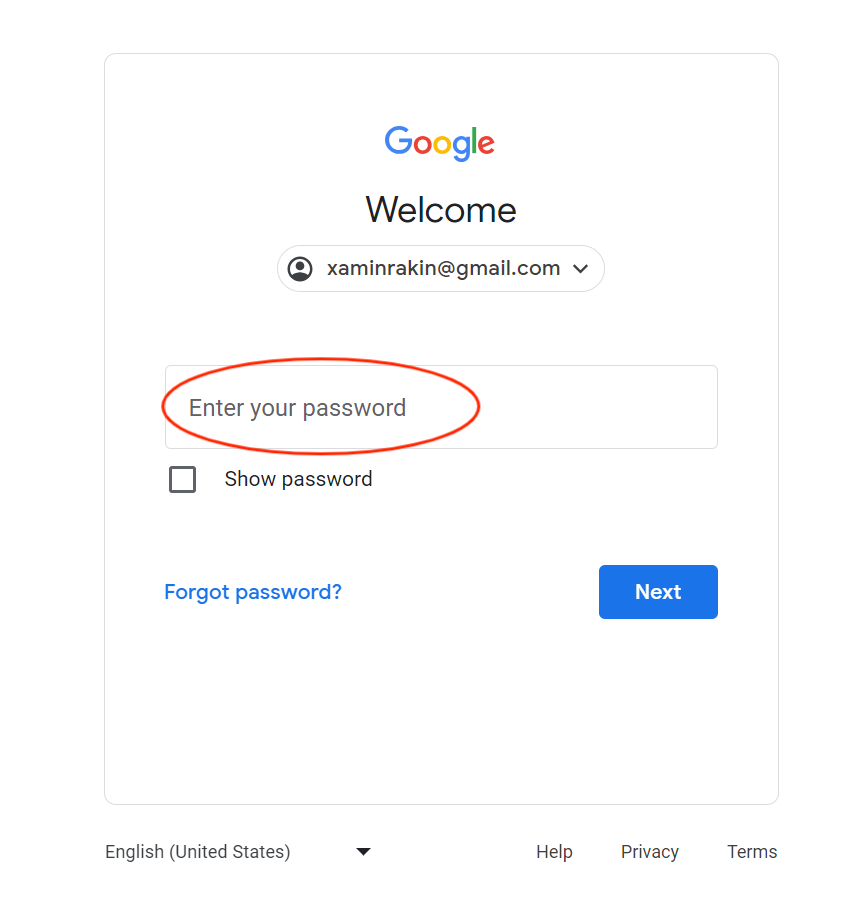 Google
Welcome
xaminrakin@gmail.com
Enter your password
Show password
Forgot password?
Next
English (United States)
Help Privacy Terms